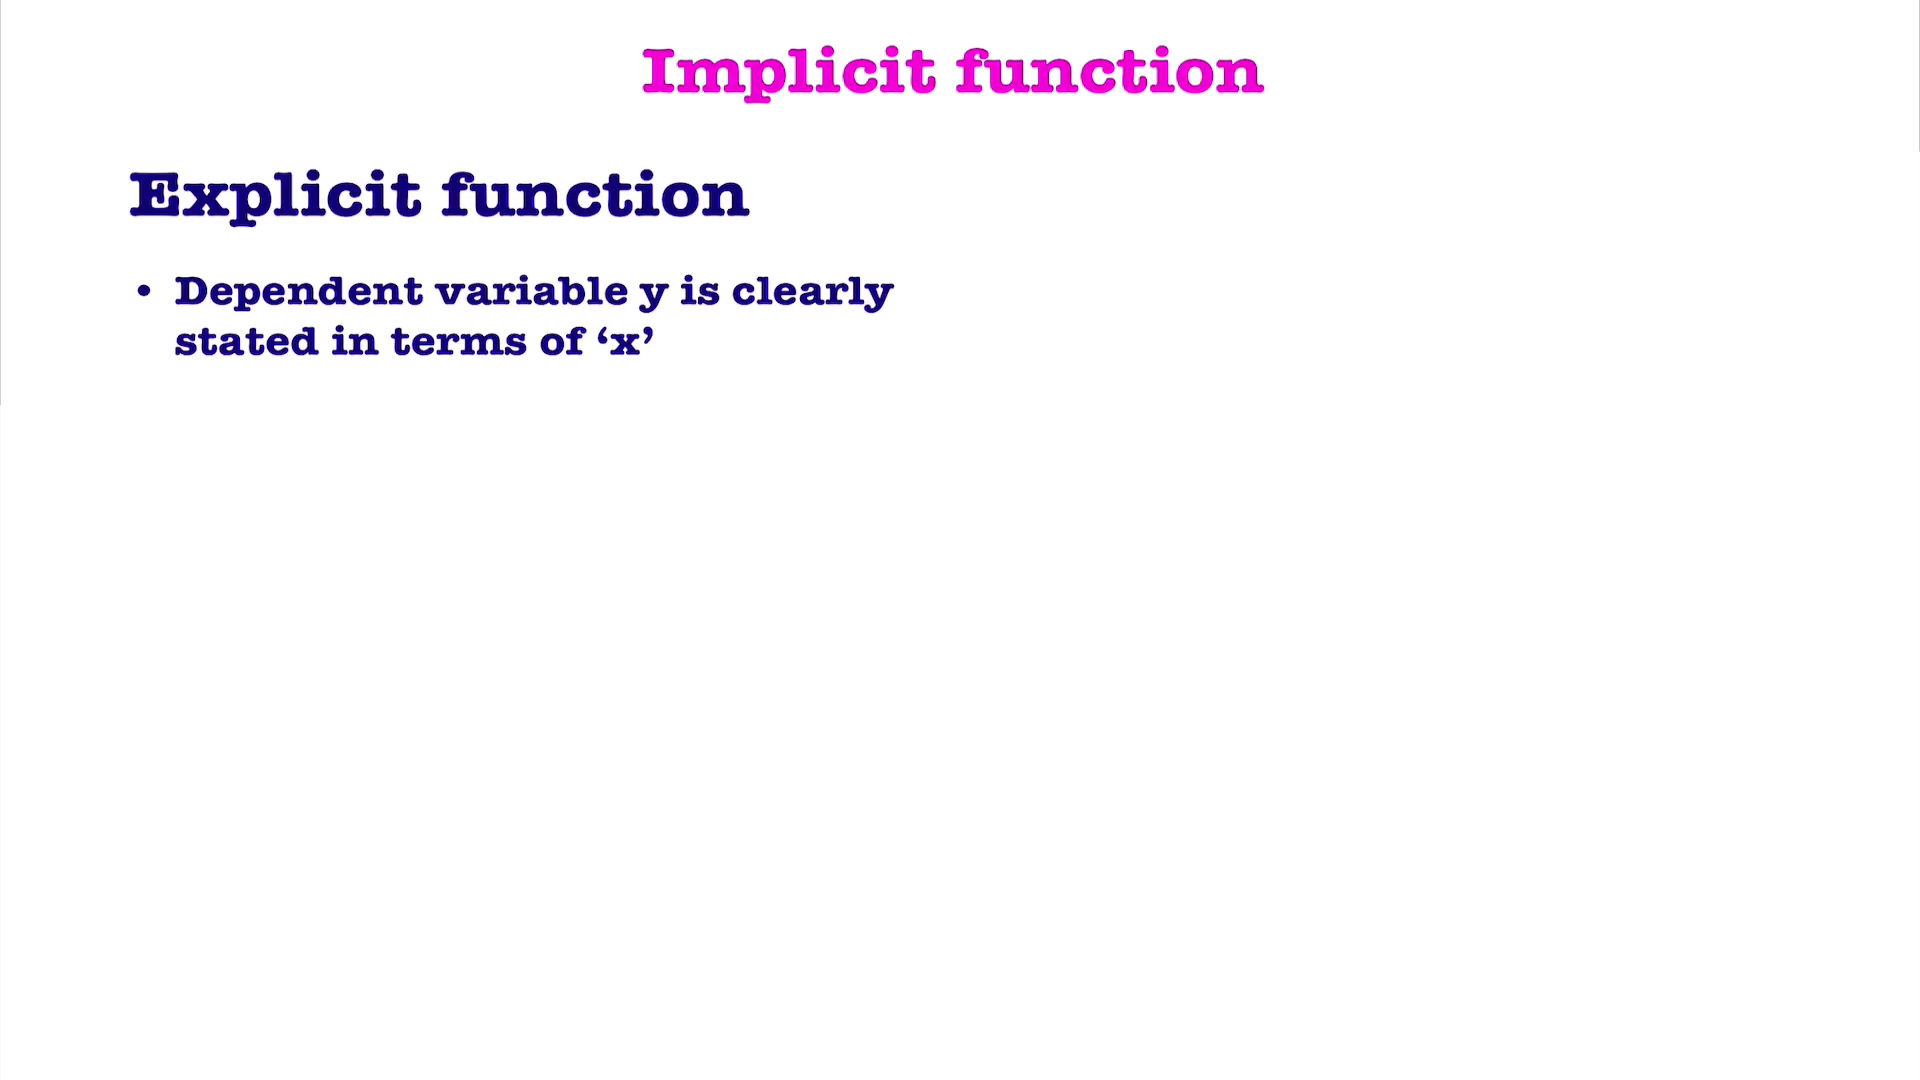 Implicit function
Explicit function
• Dependent variable y is clearly
stated in terms of ‘x’